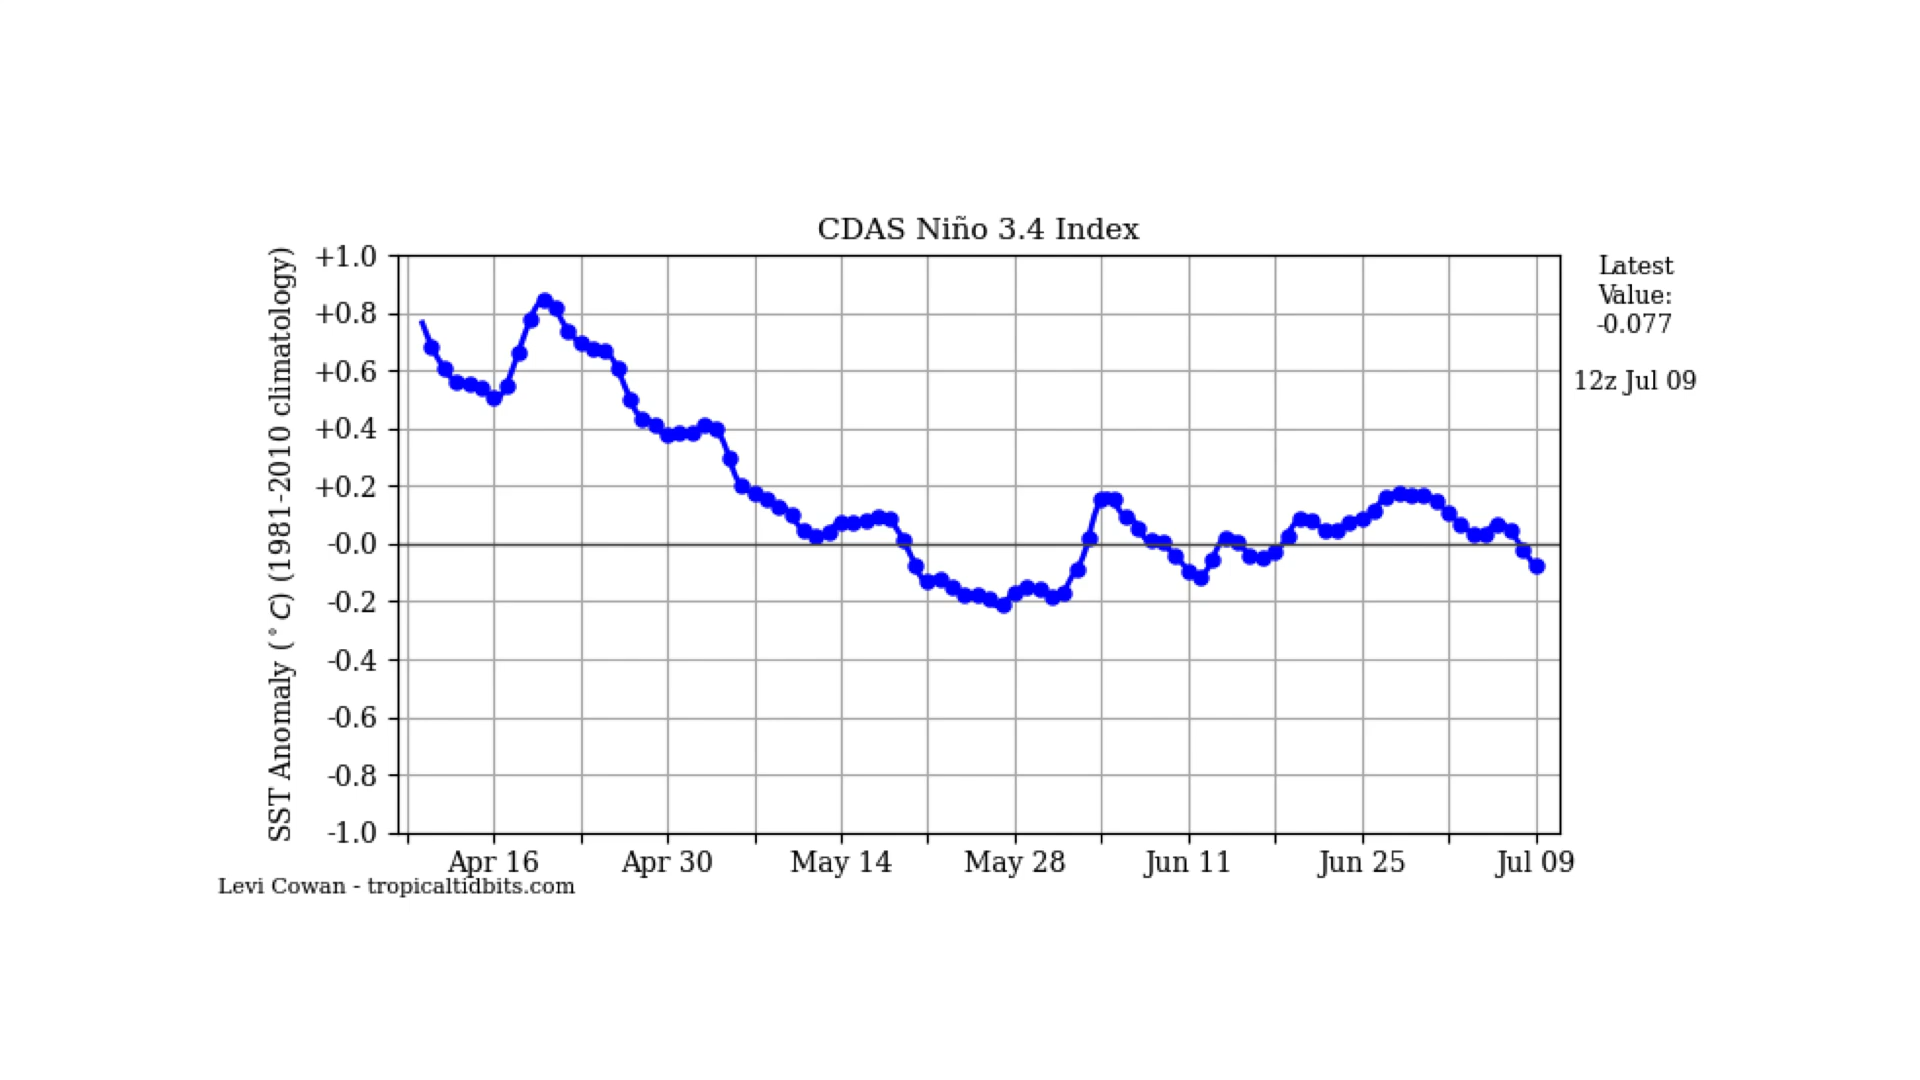 CDAS Niño 3.4 Index
SST Anomaly (°C) (1981-2010 climatology)
+1.0
+0.8
+0.6
+0.4
+0.2
-0.0
-0.2
-0.4
-0.6
-0.8
-1.0
Apr 16
Apr 30
May 14
May 28
Jun 11
Jun 25
Jul 09
Latest
Value:
-0.077
12z Jul 09
Levi Cowan - tropicaltidbits.com